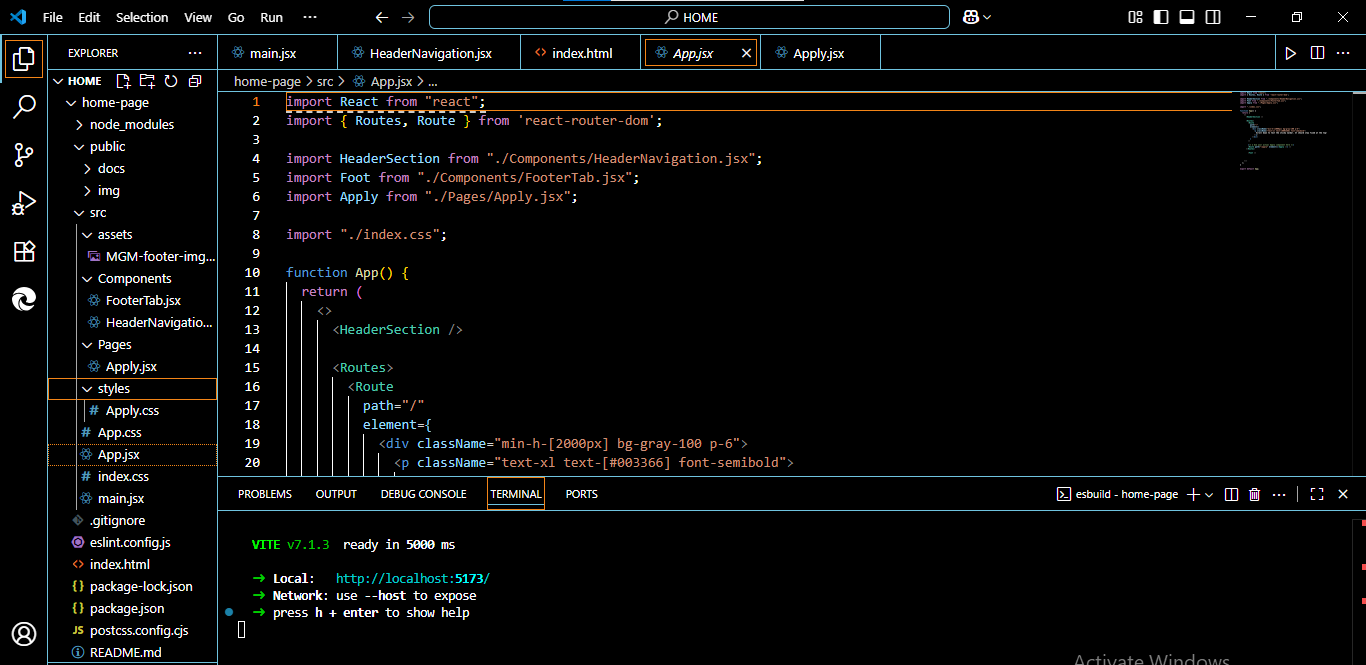 File Edit Selection View Go Run ··· HOME
EXPLORER ···
HOME
home-page
node_modules
public
docs
img
src
assets
MGM-footer-img...
Components
FooterTab.jsx
HeaderNavigatio...
Pages
Apply.jsx
styles
Apply.css
App.css
App.jsx
index.css
main.jsx
.gitignore
eslint.config.js
index.html
package-lock.json
package.json
postcss.config.cjs
README.md
main.jsx HeaderNavigation.jsx index.html App.jsx Apply.jsx
home-page > src > App.jsx > ...
1 import React from "react";
2 import { Routes, Route } from 'react-router-dom';
3
4 import HeaderSection from "./Components/HeaderNavigation.jsx";
5 import Foot from "./Components/FooterTab.jsx";
6 import Apply from "./Pages/Apply.jsx";
7
8 import "./index.css";
9
10 function App() {
11 return (
12 <>
13 <HeaderSection />
14
15 <Routes>
16 <Route
17 path="/"
18 element={
19 <div className="min-h-[2000px] bg-gray-100 p-6">
20 <p className="text-xl text-[#003366] font-semibold">
PROBLEMS OUTPUT DEBUG CONSOLE TERMINAL PORTS esbuild - home-page
VITE v7.1.3 ready in 5000 ms
➜ Local: http://localhost:5173/
➜ Network: use --host to expose
➜ press h + enter to show help
Activate Windows